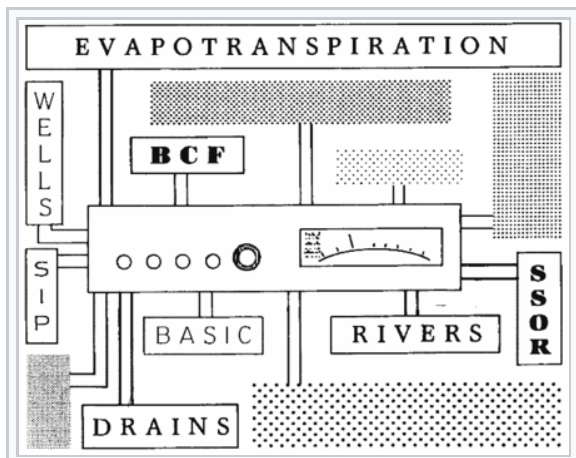 EVAPOTRANSPIRATION
WELLS
BCF
SIP
SSOR
BASIC
RIVERS
DRAINS